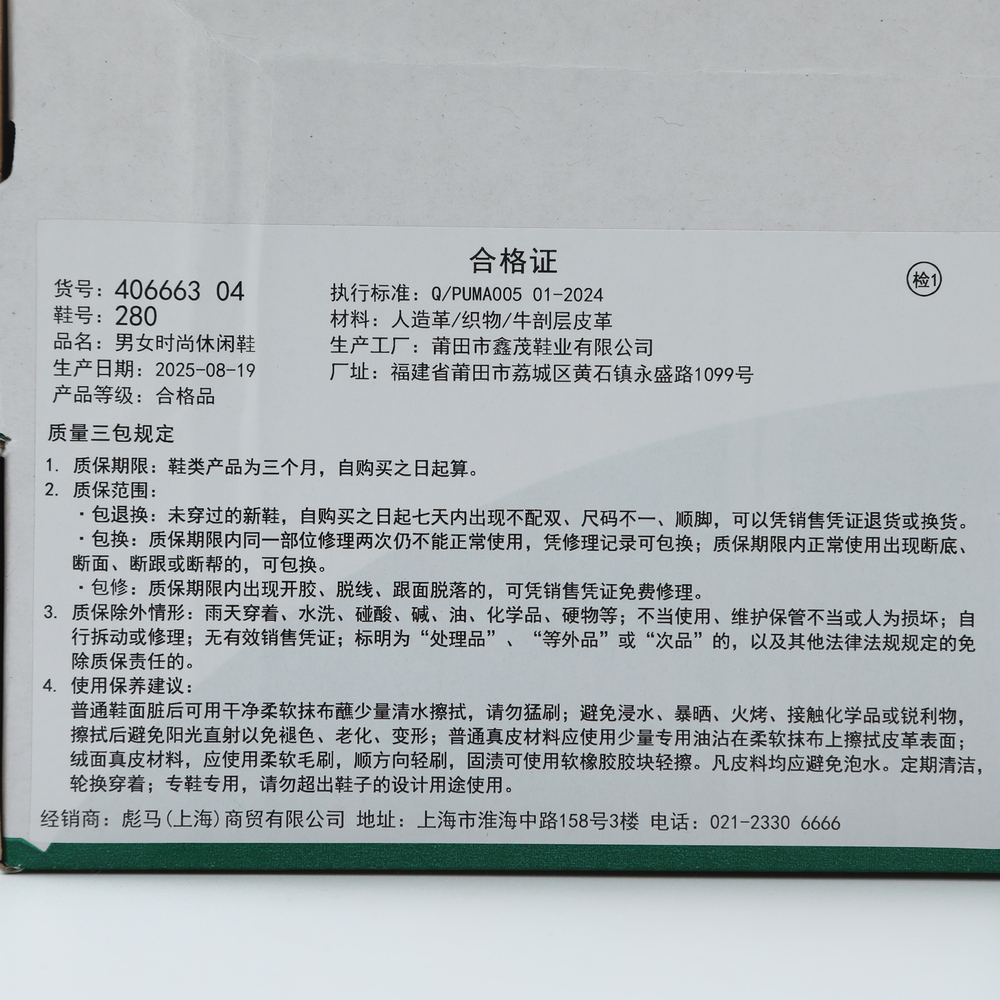 合格证
检1
货号：406663 04
鞋号：280
品名：男女时尚休闲鞋
生产日期：2025-08-19
产品等级：合格品
执行标准：Q/PUMA005 01-2024
材料：人造革/织物/牛剖层皮革
生产工厂：莆田市鑫茂鞋业有限公司
厂址：福建省莆田市荔城区黄石镇永盛路1099号
质量三包规定
1. 质保期限：鞋类产品为三个月，自购买之日起算。
2. 质保范围：
·包退换：未穿过的新鞋，自购买之日起七天内出现不配双、尺码不一、顺脚，可以凭销售凭证退货或换货。
·包换：质保期限内同一部位修理两次仍不能正常使用，凭修理记录可包换；质保期限内正常使用出现断底、
断面、断跟或断帮的，可包换。
·包修：质保期限内出现开胶、脱线、跟面脱落的，可凭销售凭证免费修理。
3. 质保除外情形：雨天穿着、水洗、碰酸、碱、油、化学品、硬物等；不当使用、维护保管不当或人为损坏；自
行拆动或修理；无有效销售凭证；标明为“处理品”、“等外品”或“次品”的，以及其他法律法规规定的免
除质保责任的。
4. 使用保养建议：
普通鞋面脏后可用干净柔软抹布蘸少量清水擦拭，请勿猛刷；避免浸水、暴晒、火烤、接触化学品或锐利物，
擦拭后避免阳光直射以免褪色、老化、变形；普通真皮材料应使用少量专用油沾在柔软抹布上擦拭皮革表面；
绒面真皮材料，应使用柔软毛刷，顺方向轻刷，固渍可使用软橡胶胶块轻擦。凡皮料均应避免泡水。定期清洁，
轮换穿着；专鞋专用，请勿超出鞋子的设计用途使用。
经销商：彪马(上海)商贸有限公司 地址：上海市淮海中路158号3楼 电话：021-2330 6666